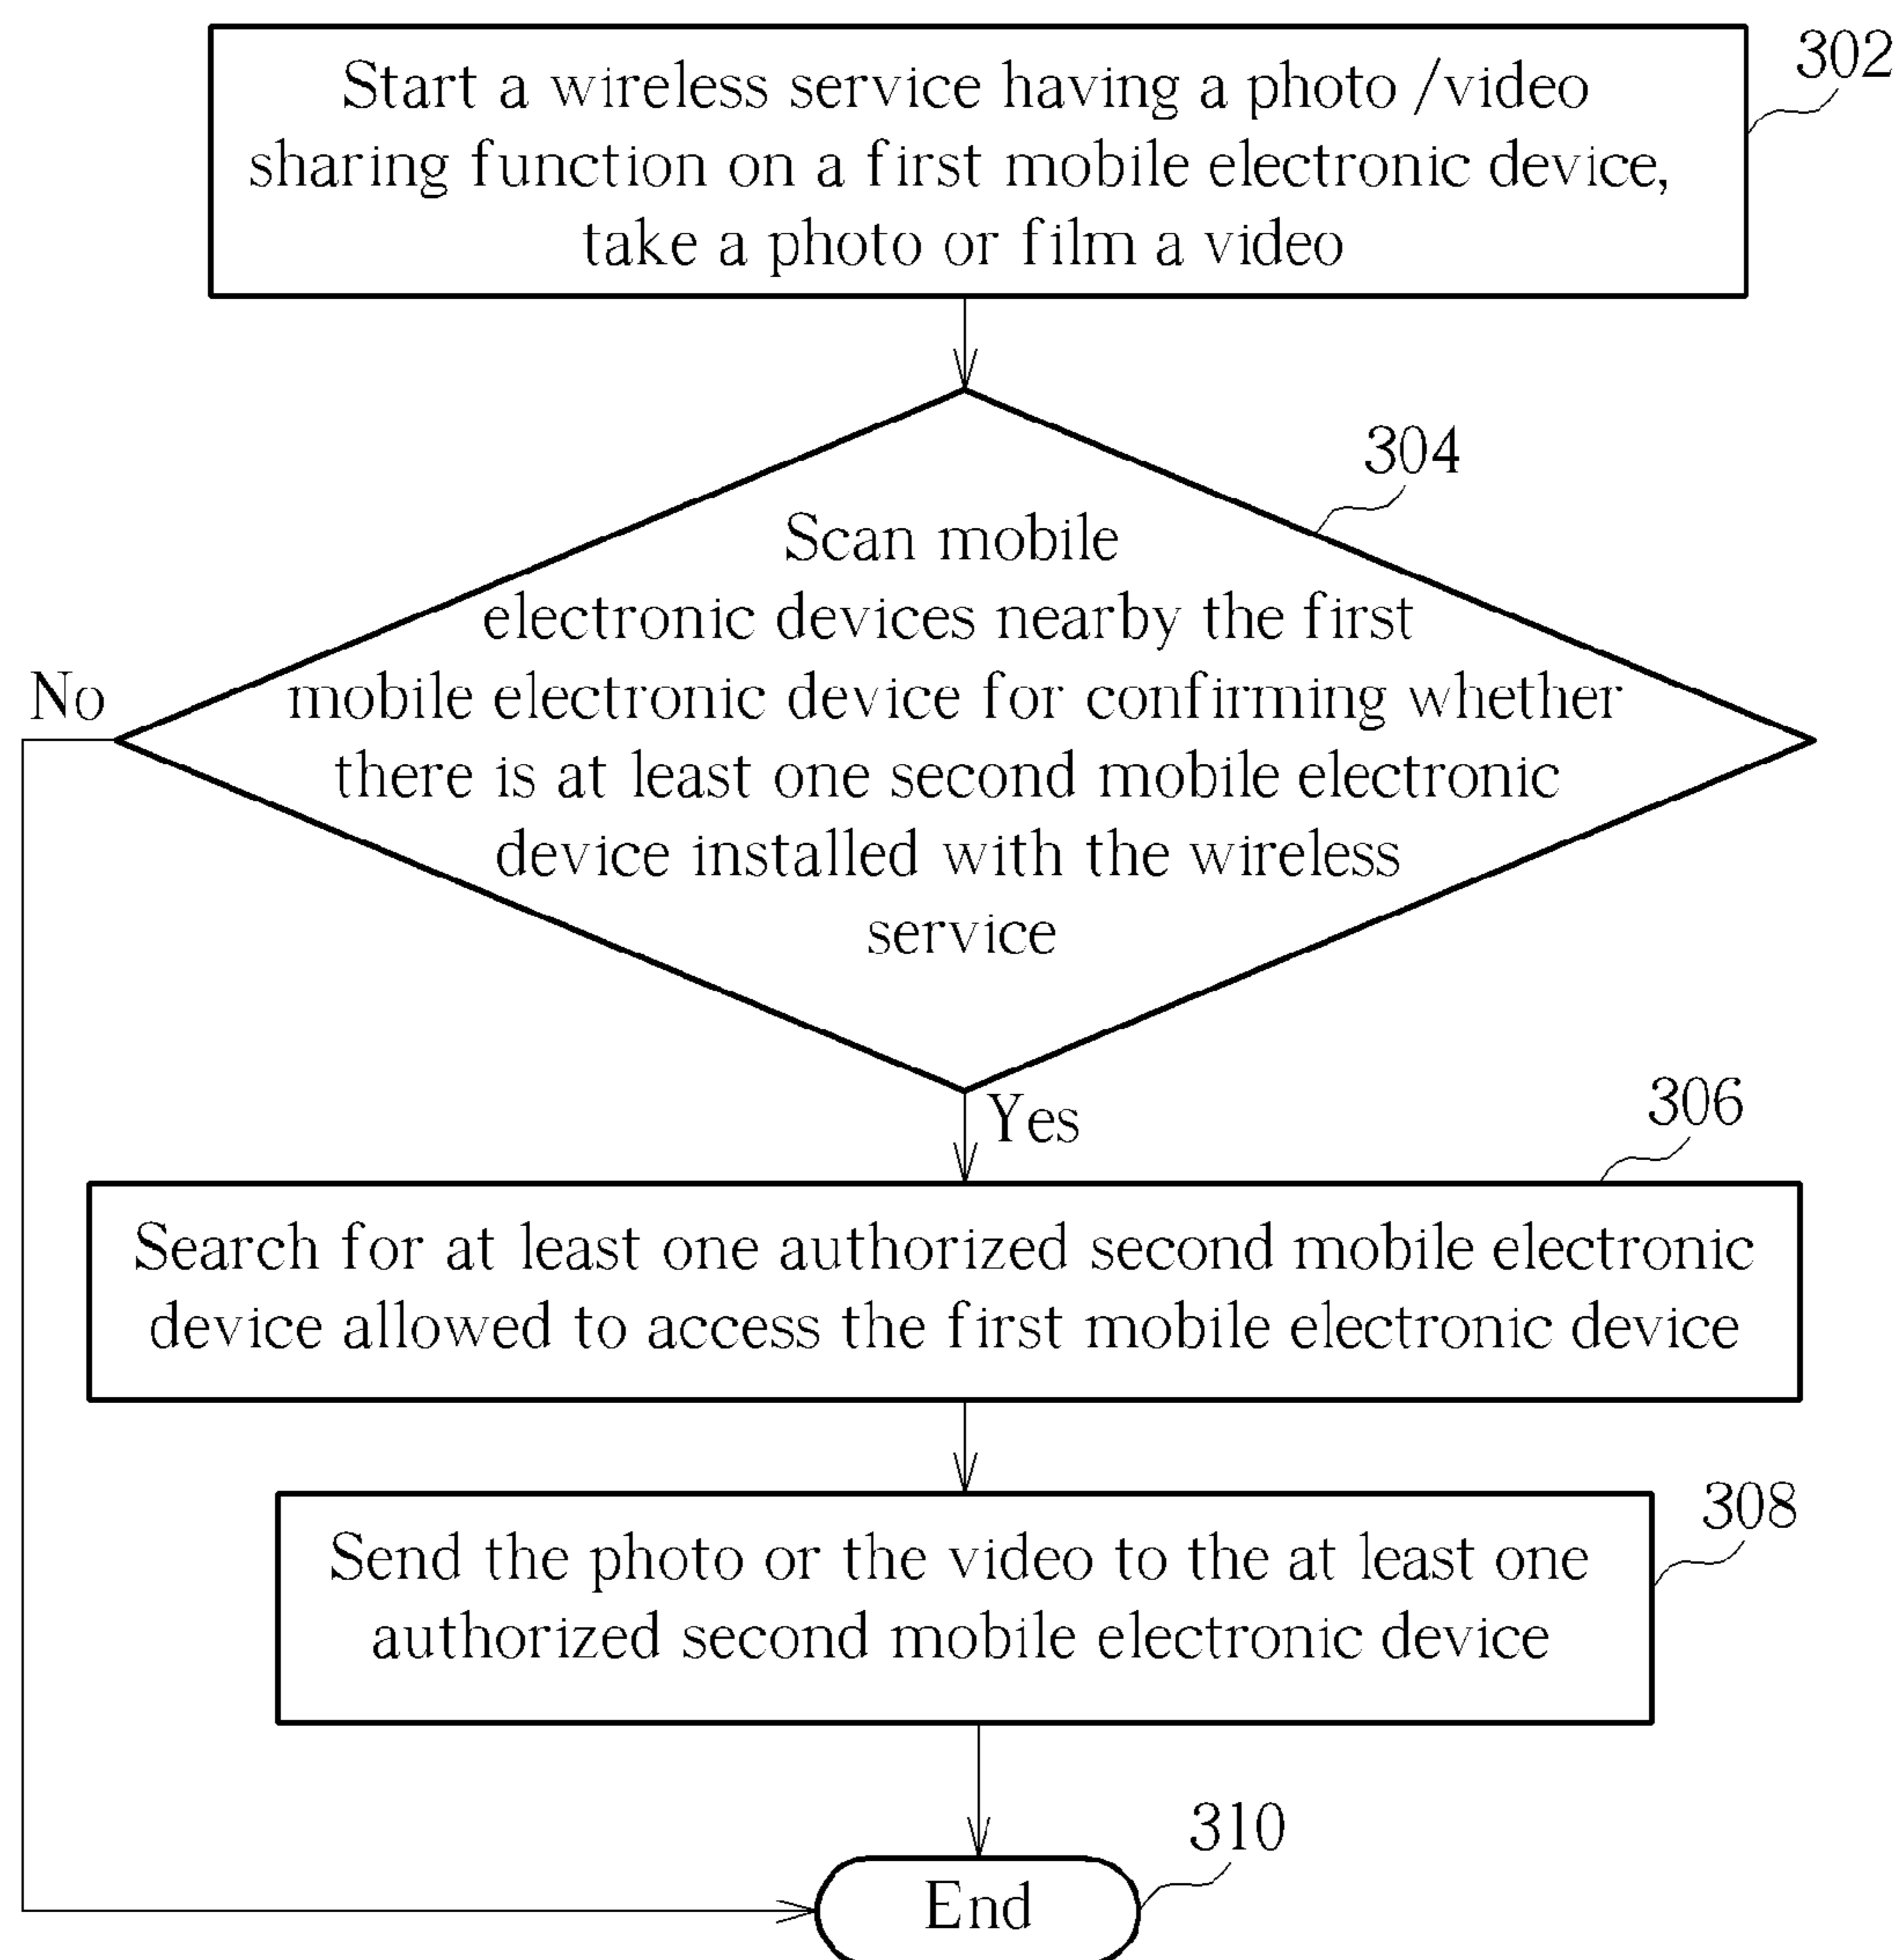 Start a wireless service having a photo /video
302
sharing function on a first mobile electronic device,
take a photo or film a video
304
Scan mobile
electronic devices nearby the first
No
mobile electronic device for confirming whether
there is at least one second mobile electronic
device installed with the wireless
service
Yes
306
Search for at least one authorized second mobile electronic
device allowed to access the first mobile electronic device
308
Send the photo or the video to the at least one
authorized second mobile electronic device
310
End